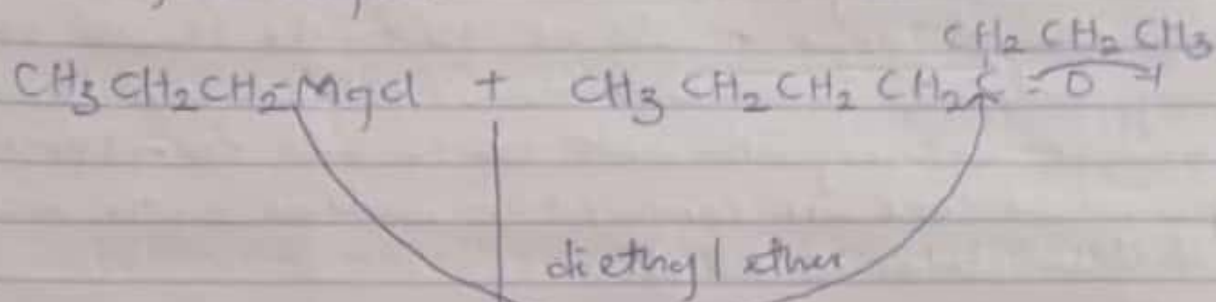 CH2 CH2 CH3
CH3 CH2 CH2-MgCl + CH3 CH2 CH2 CH2 C = O
diethyl ether